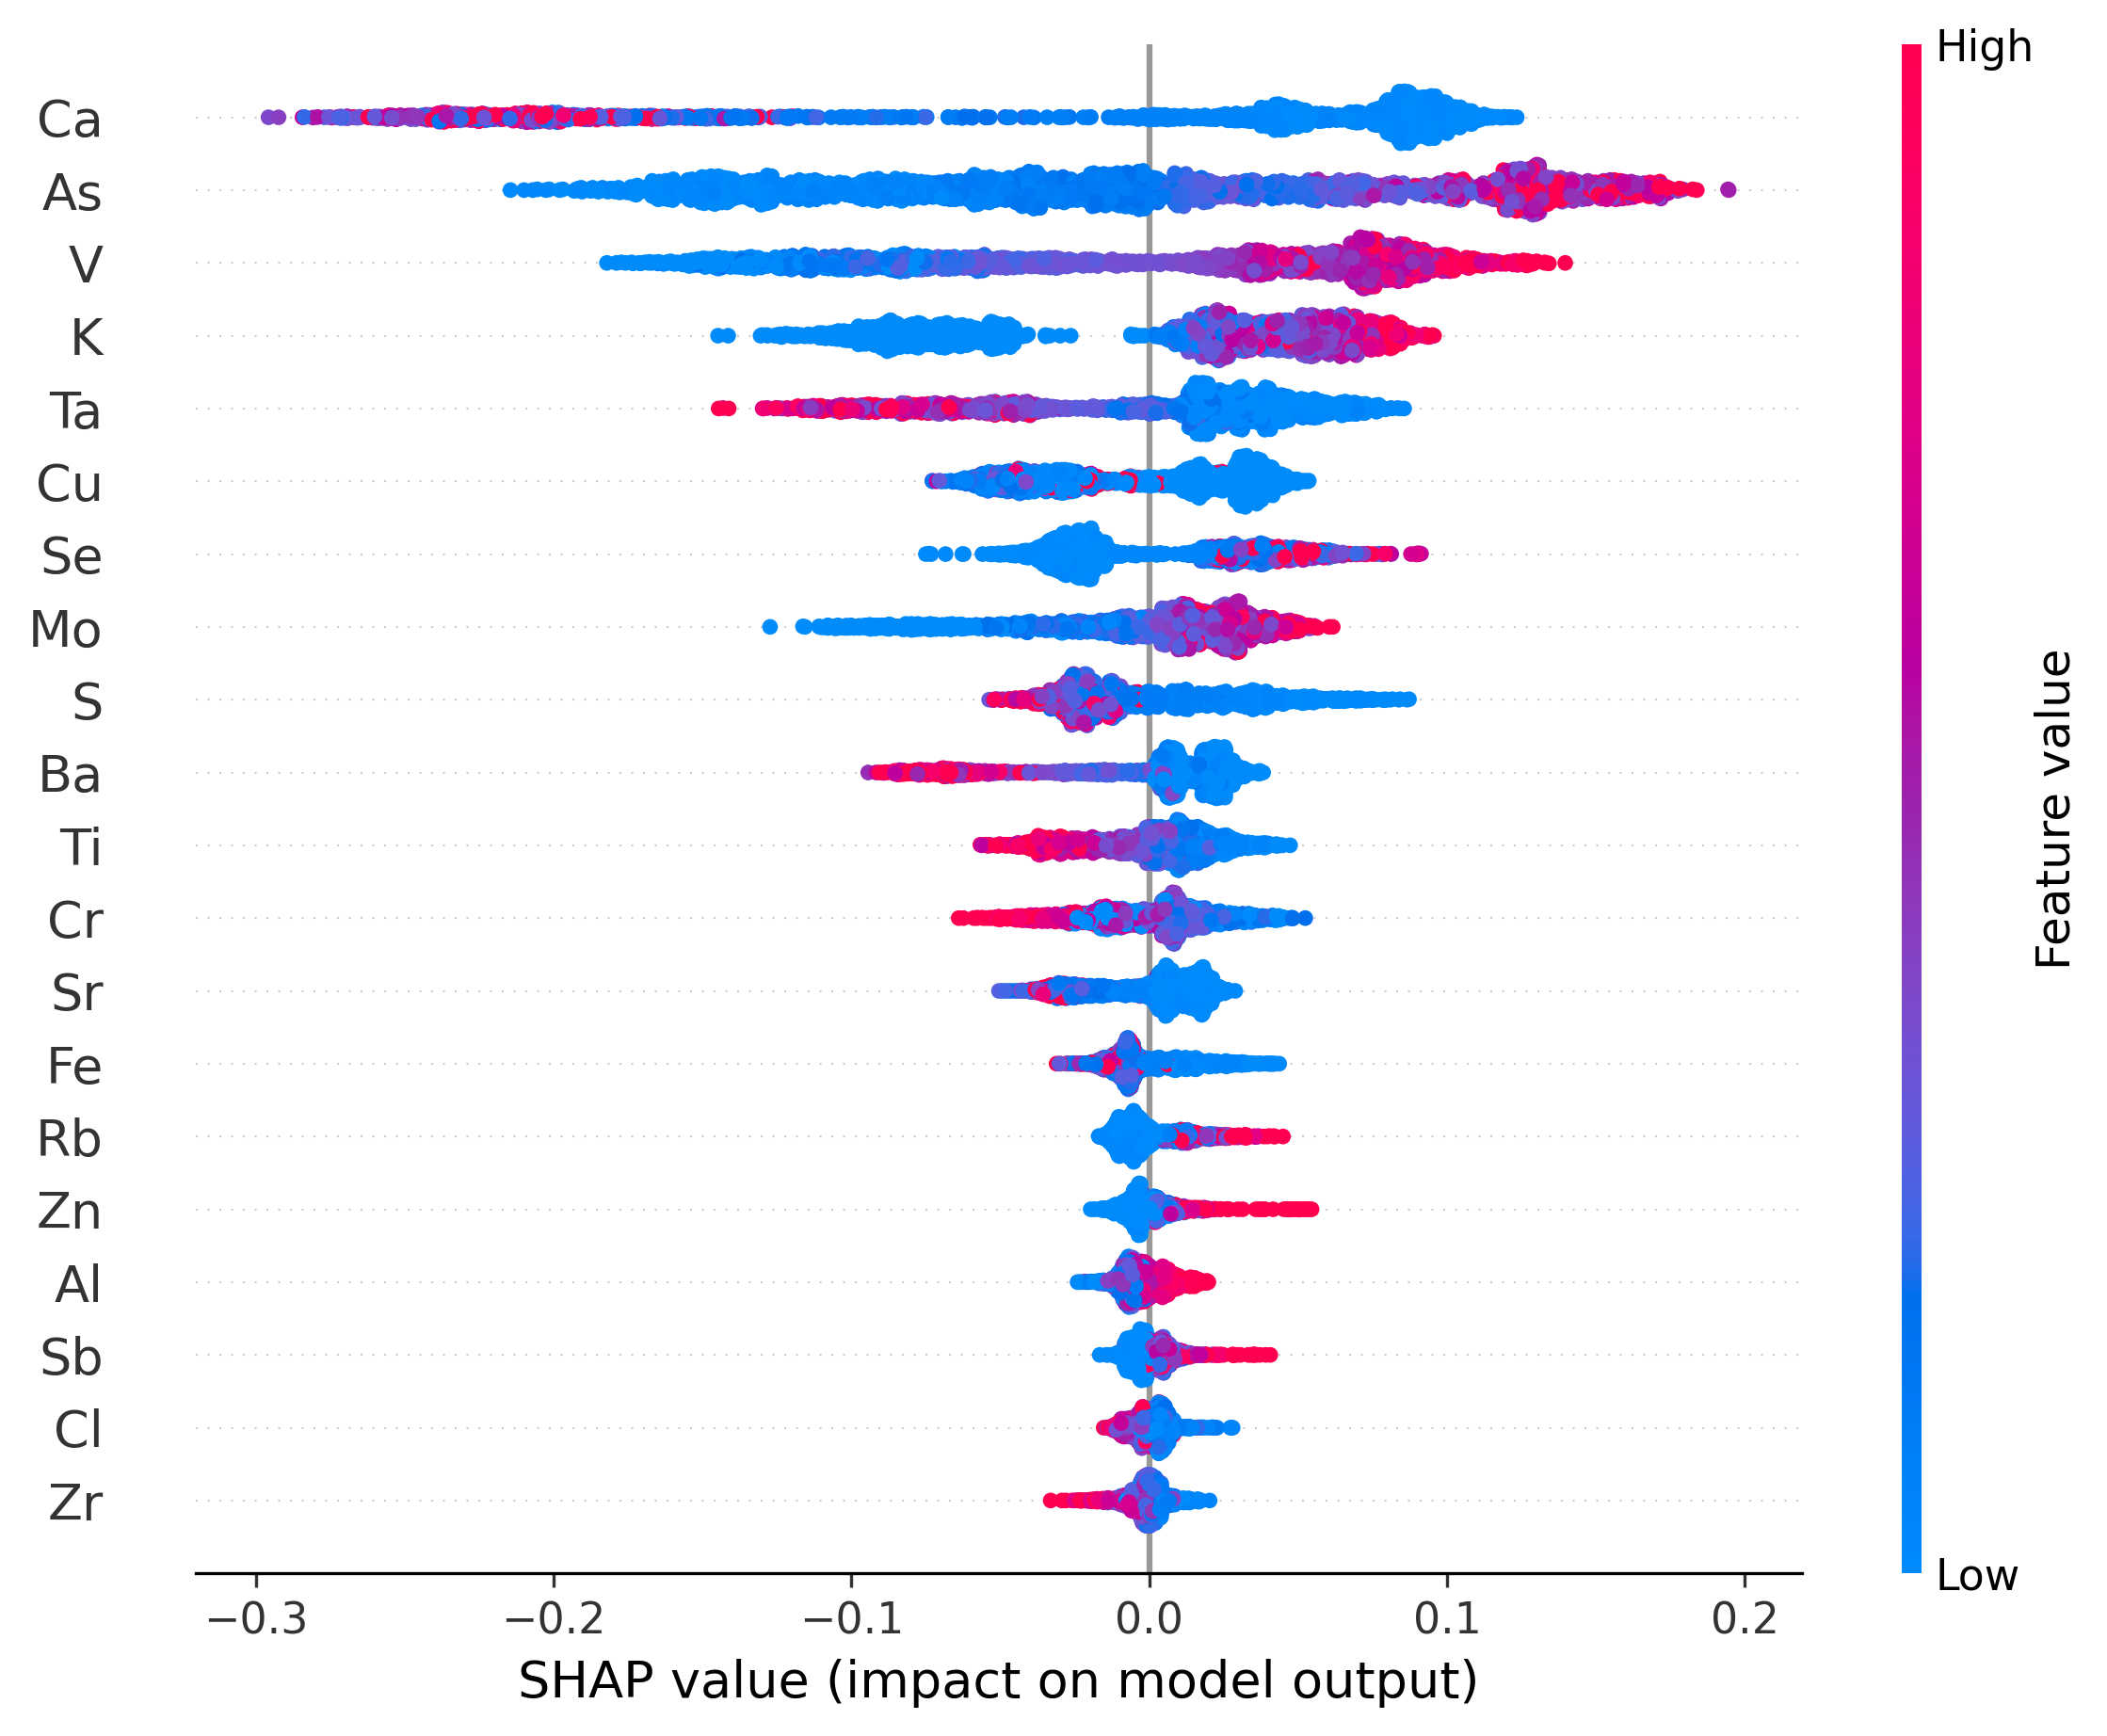 High
Ca
As
V
K
Ta
Cu
Se
Mo
S
Ba
Ti
Cr
Sr
Fe
Rb
Zn
Al
Sb
Cl
Zr
Feature value
Low
−0.3 −0.2 −0.1 0.0 0.1 0.2
SHAP value (impact on model output)